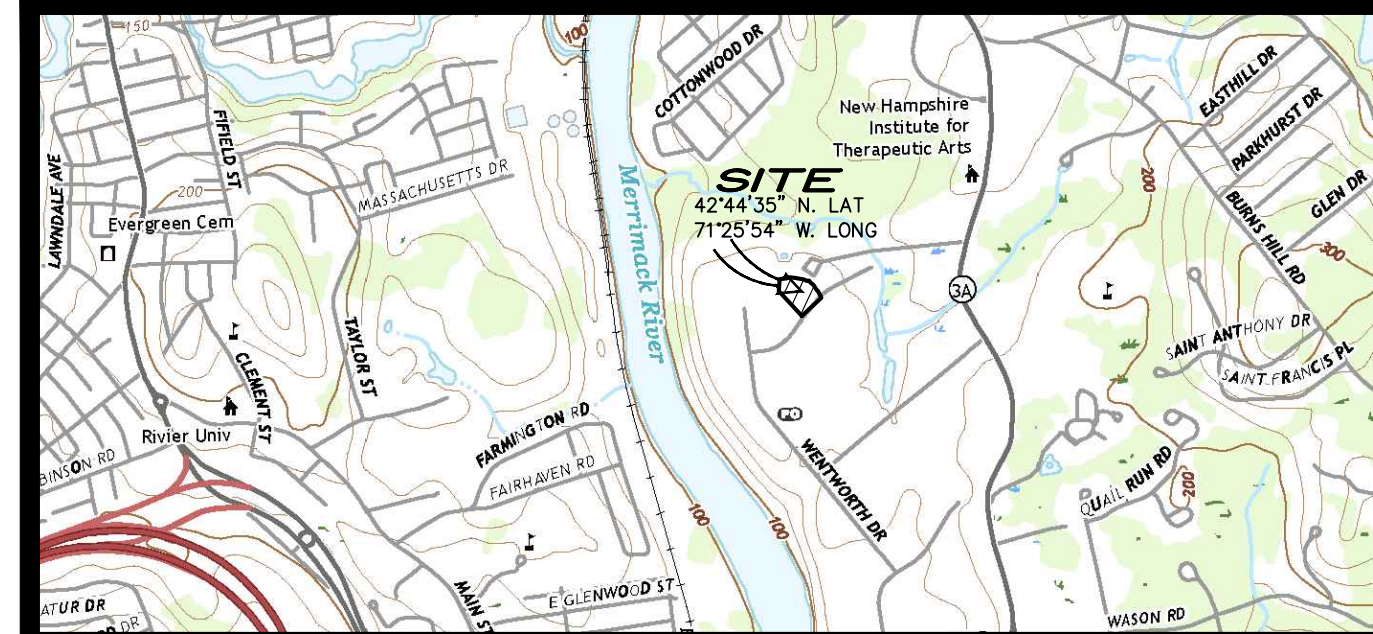 150
100
COTTONWOOD DR
EASTHILL DR
PARKHURST DR
GLEN DR
FIFIELD ST
New Hampshire
Institute for
Therapeutic Arts
LAWNDALE AVE
200
MASSACHUSETTS DR
Evergreen Cem
Merrimack River
SITE
42°44'35" N. LAT
71°25'54" W. LONG
200
BURNS HILL RD
300
3A
TAYLOR ST
CLEMENT ST
SAINT ANTHONY DR
SAINT FRANCIS PL
Rivier Univ
BINSON RD
FARMINGTON RD
FAIRHAVEN RD
WENTWORTH DR
QUAIL RUN RD
200
100
100
MAIN ST
E GLENWOOD ST
ATUR DR
DR
WASON RD